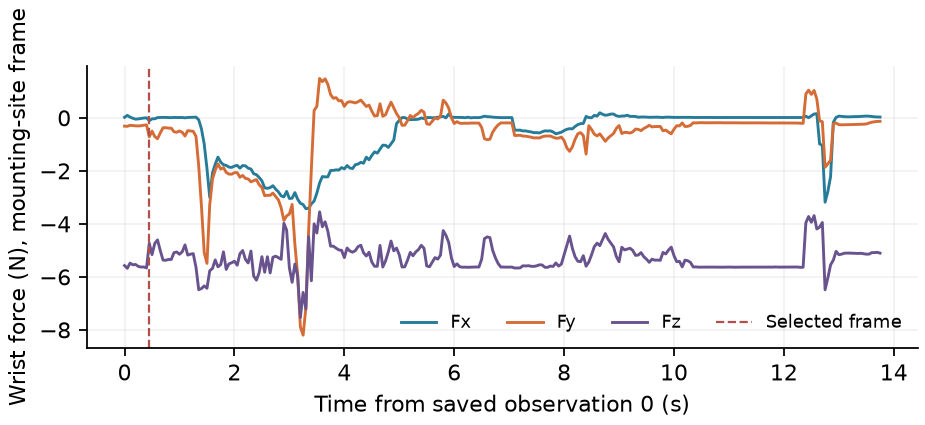 Wrist force (N), mounting-site frame
0
−2
−4
−6
−8
Fx Fy Fz Selected frame
0 2 4 6 8 10 12 14
Time from saved observation 0 (s)